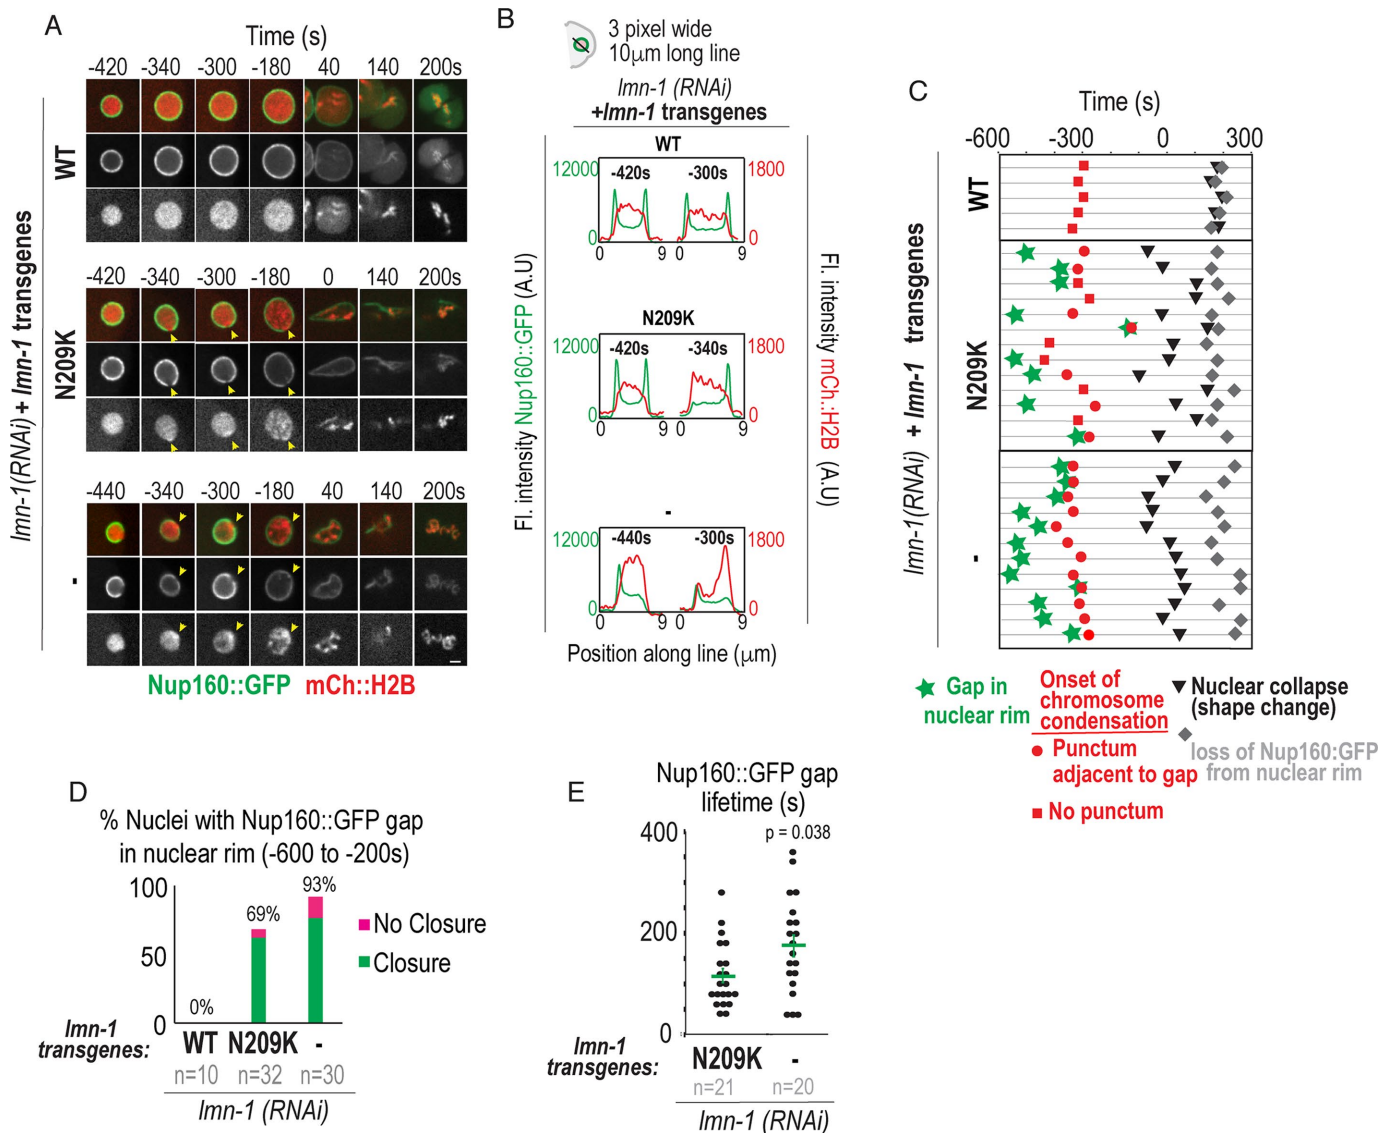 A
Time (s)
-420 -340 -300 -180 40 140 200s
WT
-420 -340 -300 -180 0 140 200s
N209K
-440 -340 -300 -180 40 140 200s
-
lmn-1(RNAi) + lmn-1 transgenes
Nup160::GFP mCh::H2B
B
3 pixel wide
10μm long line
lmn-1 (RNAi)
+lmn-1 transgenes
WT
12000 1800
-420s -300s
0 0
0 9 0 9
N209K
12000 1800
-420s -340s
0 0
0 9 0 9
-
12000 1800
-440s -300s
0 0
0 9 0 9
Fl. intensity Nup160::GFP (A.U)
Fl. intensity mCh.:H2B (A.U)
Position along line (μm)
C
Time (s)
-600 -300 0 300
WT
N209K
-
lmn-1(RNAi) + lmn-1 transgenes
Gap in
nuclear rim
Onset of
chromosome
condensation
Punctum
adjacent to gap
No punctum
Nuclear collapse
(shape change)
loss of Nup160:GFP
from nuclear rim
D
% Nuclei with Nup160::GFP gap
in nuclear rim (-600 to -200s)
100
50
0
0%
69%
93%
No Closure
Closure
lmn-1
transgenes:
WT N209K -
n=10 n=32 n=30
lmn-1 (RNAi)
E
Nup160::GFP gap
lifetime (s)
p = 0.038
400
200
0
lmn-1
transgenes:
N209K -
n=21 n=20
lmn-1 (RNAi)